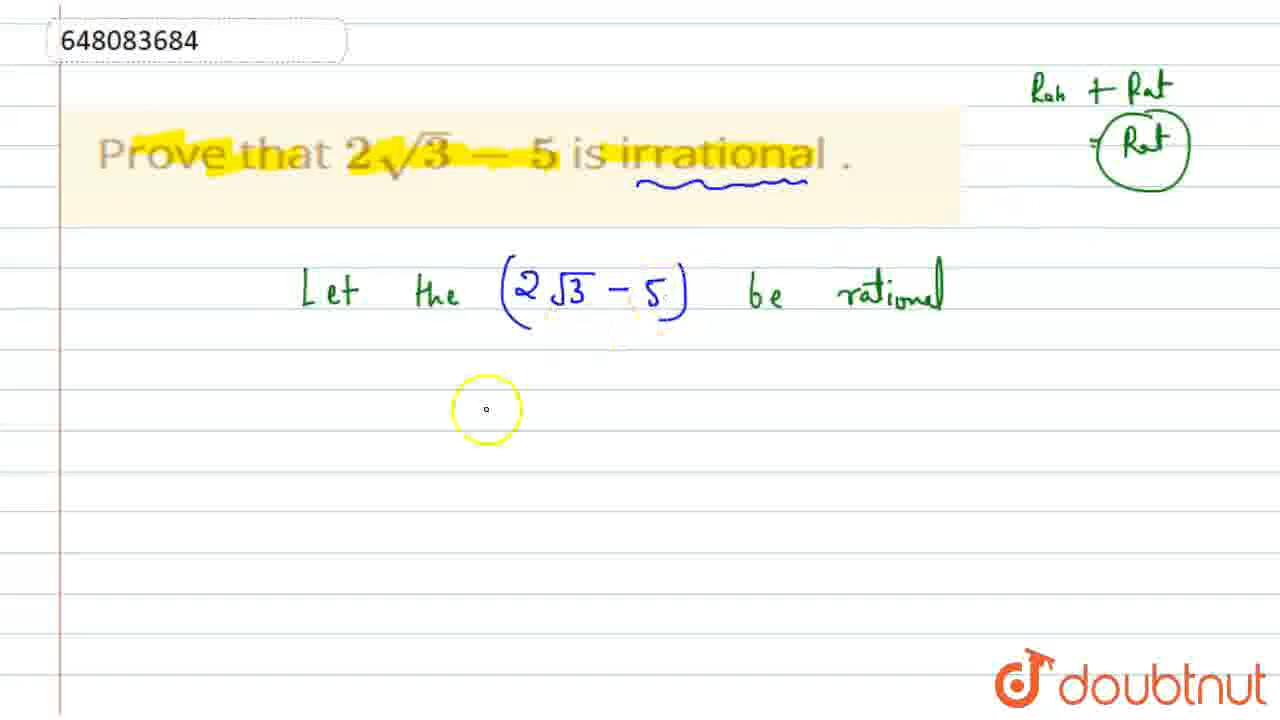 648083684
Rat + Rat
= Rat
Prove that 2√3 − 5 is irrational .
Let the (2√3 − 5) be rational
doubtnut